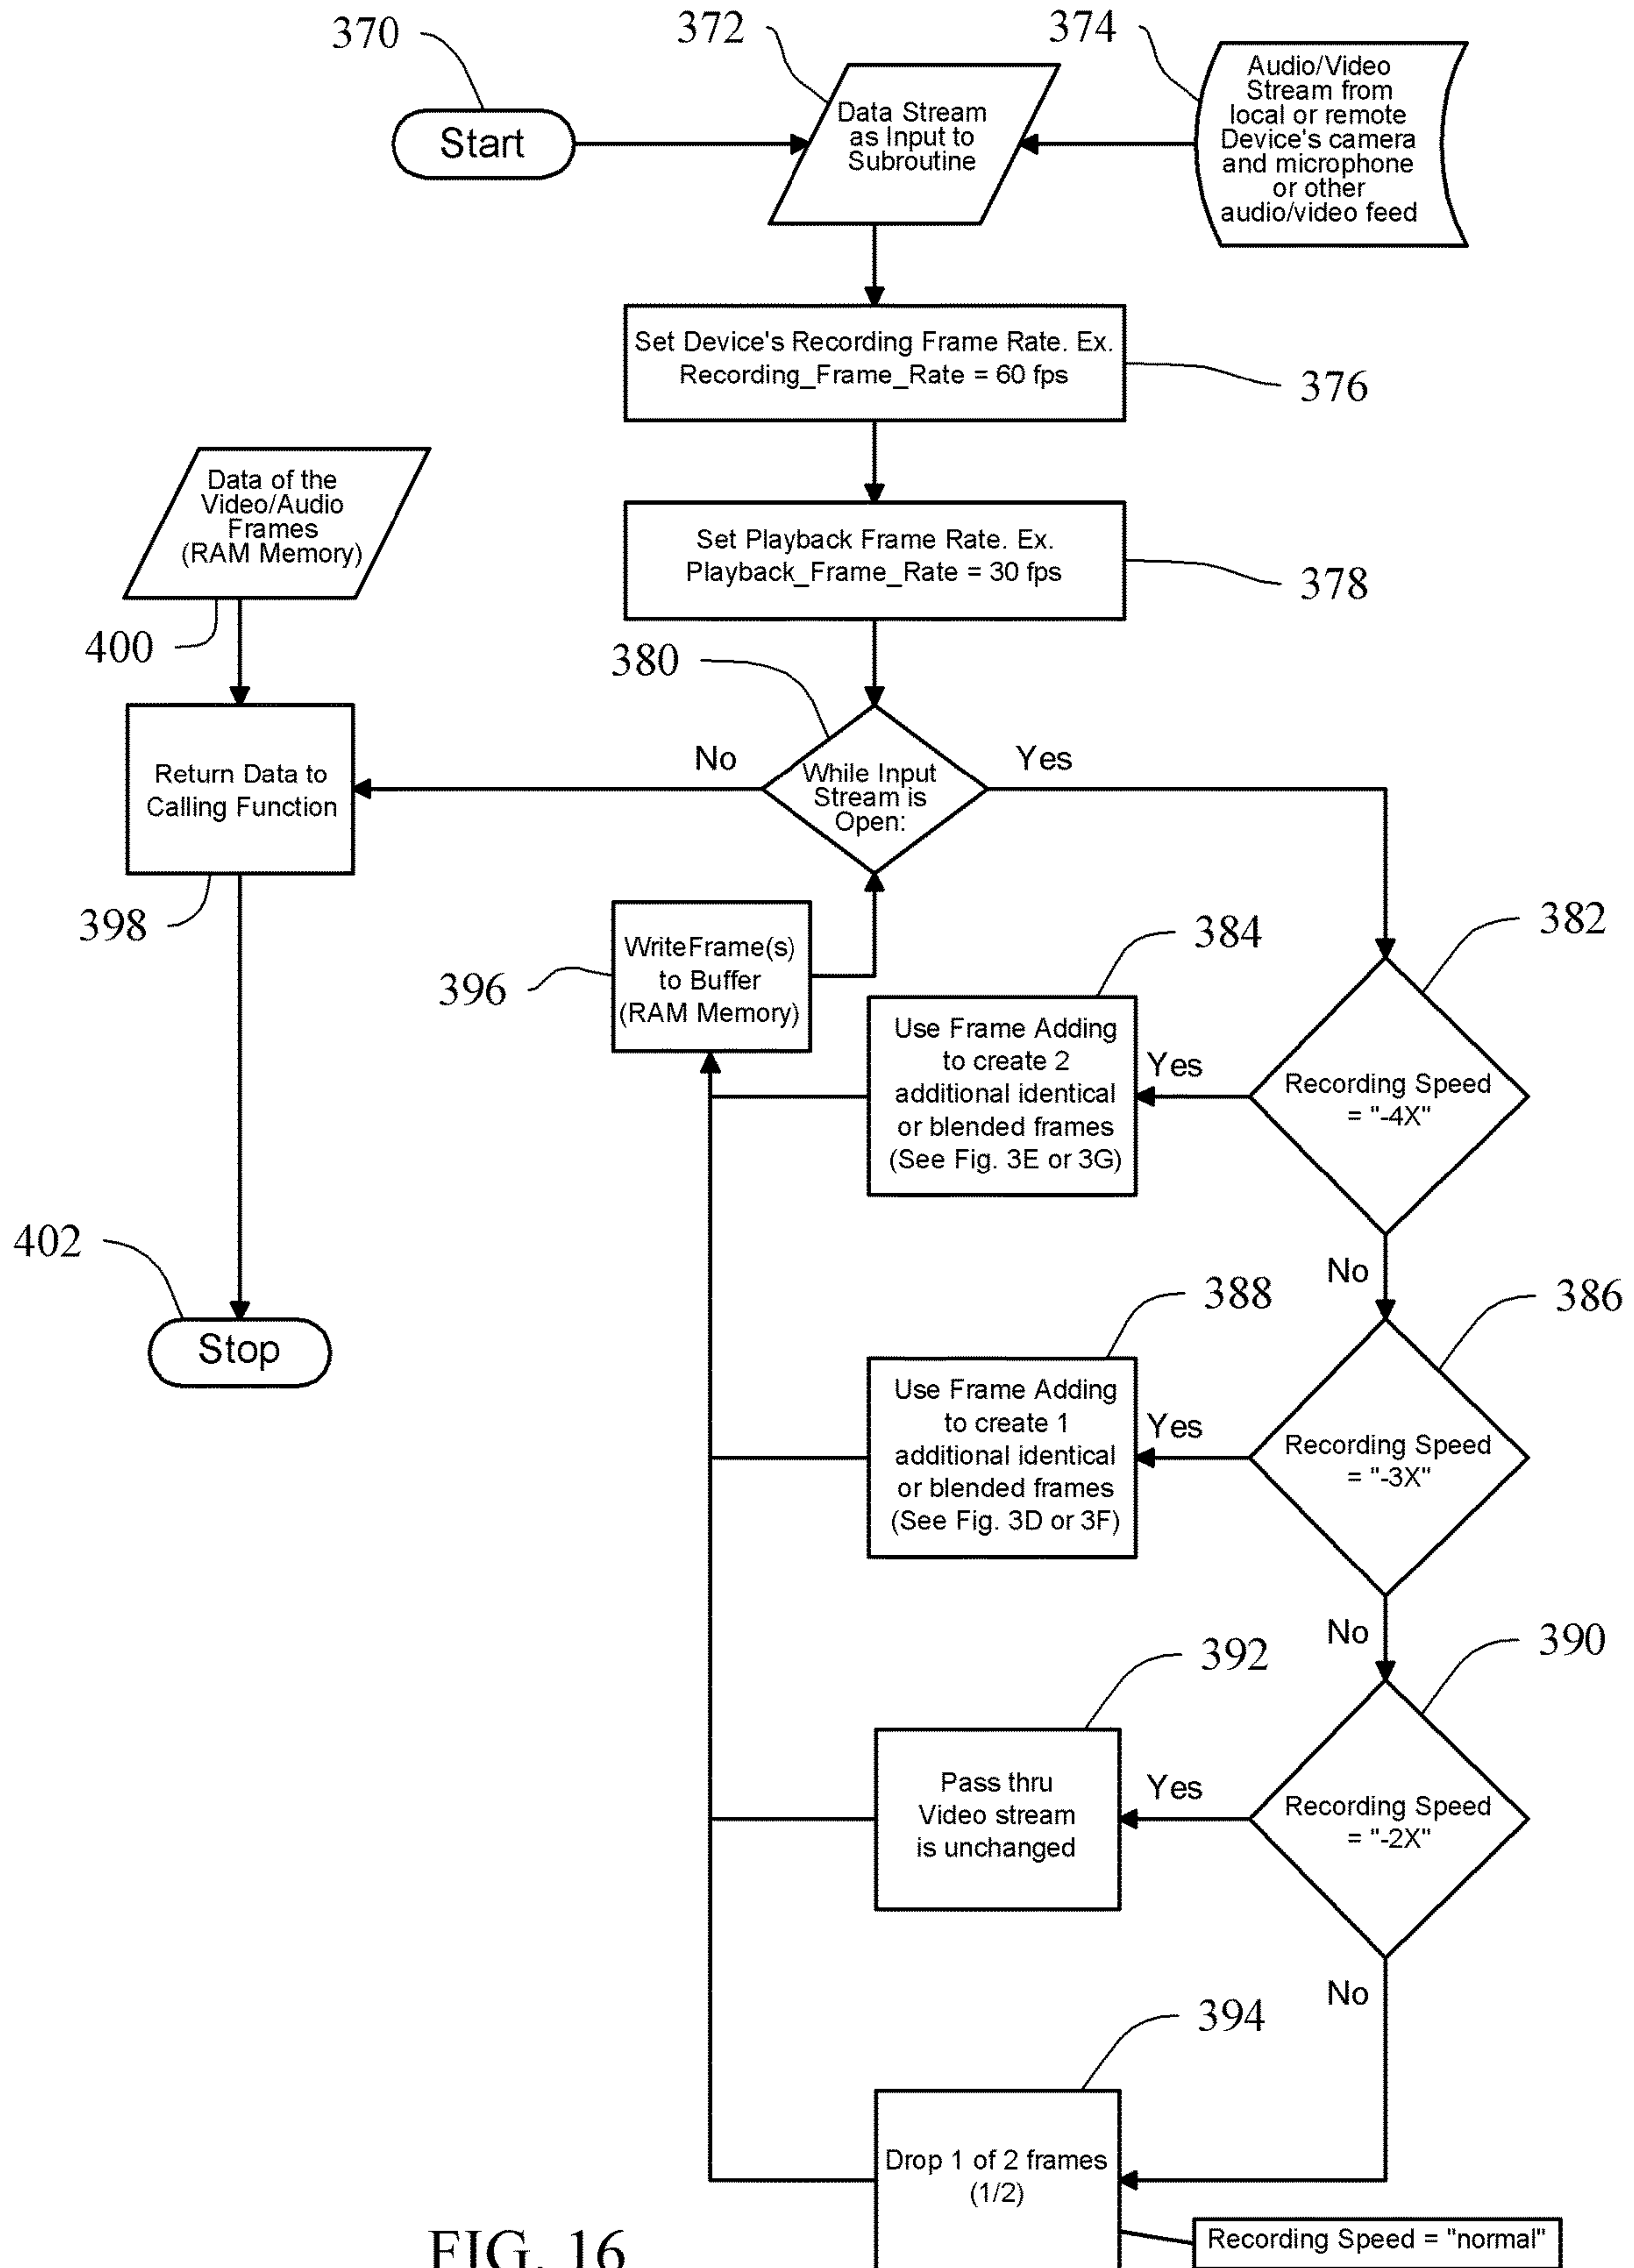 370
372
374
Start
Data Stream
as Input to
Subroutine
Audio/Video
Stream from
local or remote
Device's camera
and microphone
or other
audio/video feed
Set Device's Recording Frame Rate. Ex.
Recording_Frame_Rate = 60 fps
376
Data of the
Video/Audio
Frames
(RAM Memory)
Set Playback Frame Rate. Ex.
Playback_Frame_Rate = 30 fps
378
400
380
No
Yes
While Input
Stream is
Open:
Return Data to
Calling Function
398
WriteFrame(s)
to Buffer
(RAM Memory)
396
384
382
Use Frame Adding
to create 2
additional identical
or blended frames
(See Fig. 3E or 3G)
Yes
Recording Speed
= "-4X"
No
402
Stop
388
386
Use Frame Adding
to create 1
additional identical
or blended frames
(See Fig. 3D or 3F)
Yes
Recording Speed
= "-3X"
No
392
390
Pass thru
Video stream
is unchanged
Yes
Recording Speed
= "-2X"
No
394
Drop 1 of 2 frames
(1/2)
Recording Speed = "normal"
FIG. 16